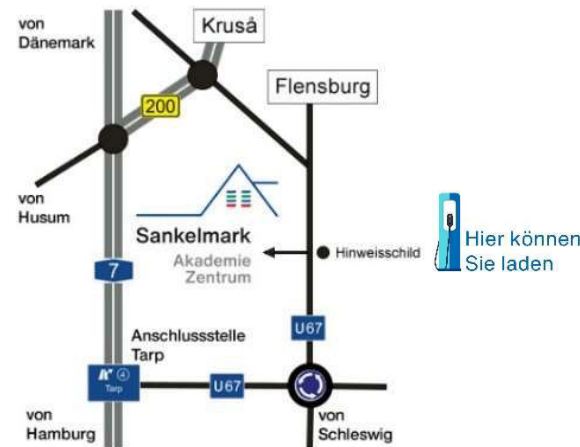 von
Dänemark
Kruså
Flensburg
200
von
Husum
Sankelmark
Akademie
Zentrum
Hinweisschild
Hier können
Sie laden
7
U67
Anschlussstelle
Tarp
4
Tarp
U67
von
Hamburg
von
Schleswig